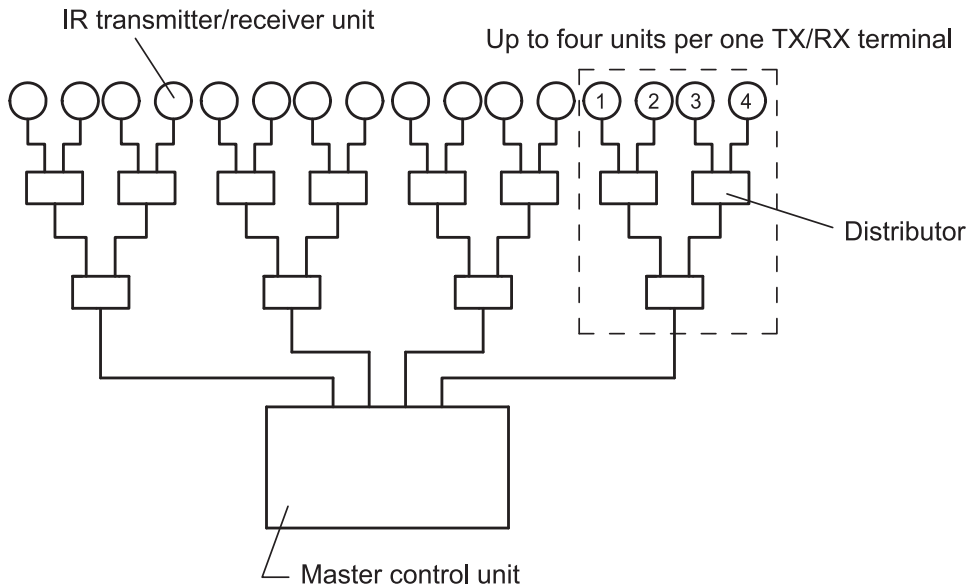 IR transmitter/receiver unit
Up to four units per one TX/RX terminal
1 2 3 4
Distributor
Master control unit